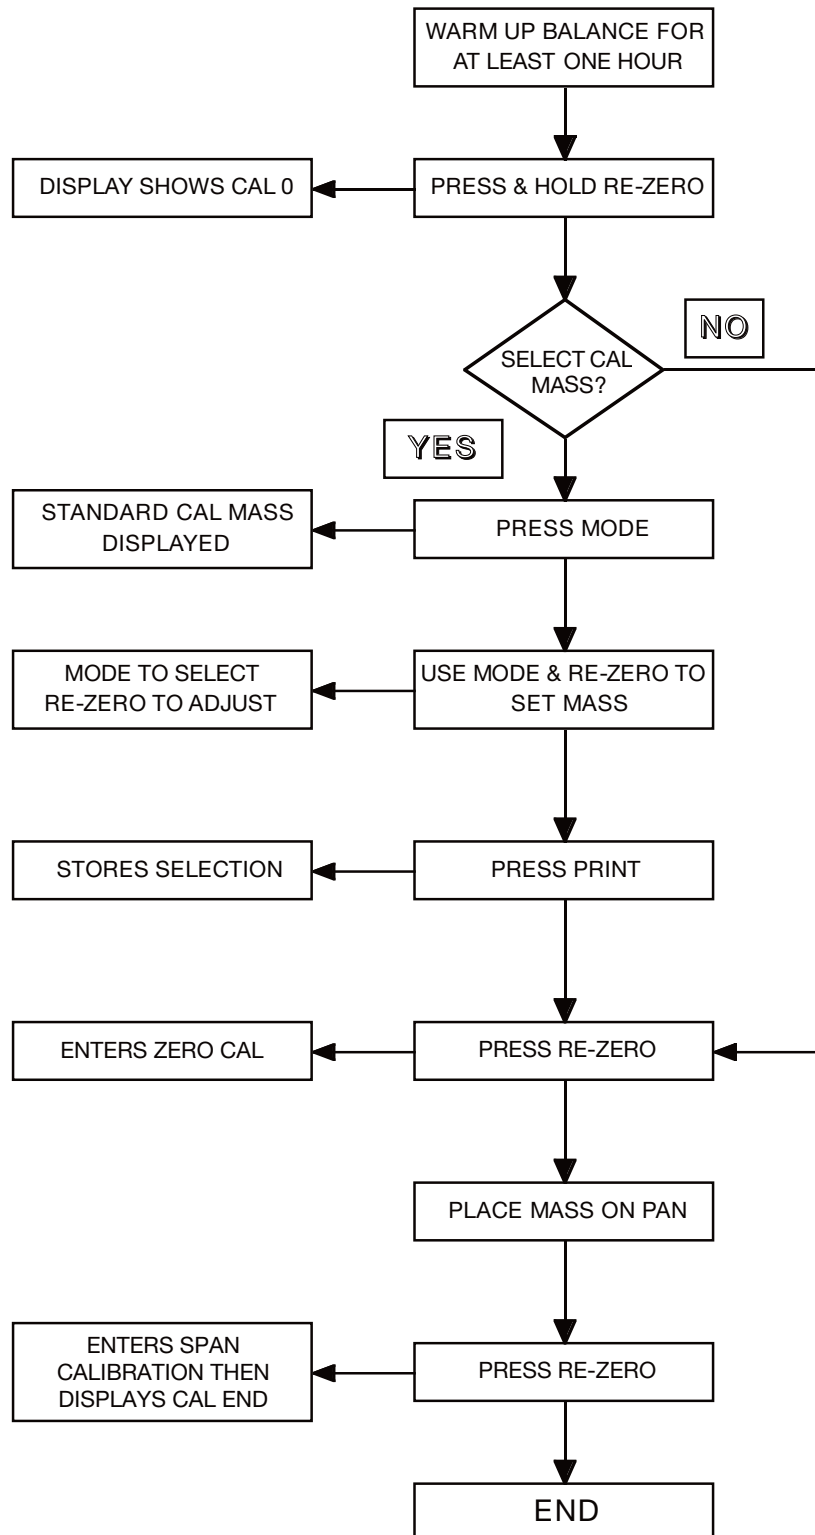 WARM UP BALANCE FOR
AT LEAST ONE HOUR
DISPLAY SHOWS CAL 0
PRESS & HOLD RE-ZERO
SELECT CAL
MASS?
NO
YES
STANDARD CAL MASS
DISPLAYED
PRESS MODE
MODE TO SELECT
RE-ZERO TO ADJUST
USE MODE & RE-ZERO TO
SET MASS
STORES SELECTION
PRESS PRINT
ENTERS ZERO CAL
PRESS RE-ZERO
PLACE MASS ON PAN
ENTERS SPAN
CALIBRATION THEN
DISPLAYS CAL END
PRESS RE-ZERO
END